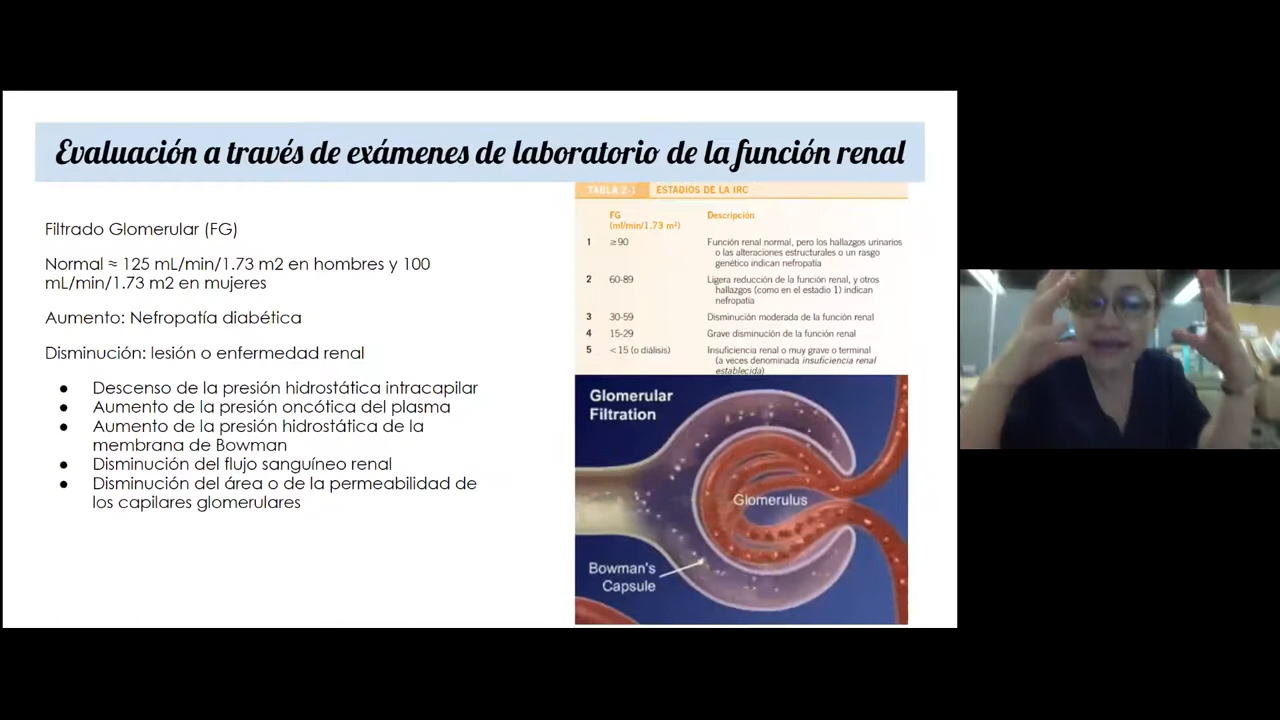 Evaluación a través de exámenes de laboratorio de la función renal
Filtrado Glomerular (FG)
Normal ≈ 125 mL/min/1.73 m2 en hombres y 100
mL/min/1.73 m2 en mujeres
Aumento: Nefropatía diabética
Disminución: lesión o enfermedad renal
● Descenso de la presión hidrostática intracapilar
● Aumento de la presión oncótica del plasma
● Aumento de la presión hidrostática de la
membrana de Bowman
● Disminución del flujo sanguíneo renal
● Disminución del área o de la permeabilidad de
los capilares glomerulares
TABLA 2-1 ESTADIOS DE LA IRC
FG Descripción
(ml/min/1.73 m²)
1 ≥90 Función renal normal, pero los hallazgos urinarios
o las alteraciones estructurales o un rasgo
genético indican nefropatía
2 60-89 Ligera reducción de la función renal, y otros
hallazgos (como en el estadio 1) indican
nefropatía
3 30-59 Disminución moderada de la función renal
4 15-29 Grave disminución de la función renal
5 <15 (o diálisis) Insuficiencia renal o muy grave o terminal
(a veces denominada insuficiencia renal
establecida)
Glomerular
Filtration
Glomerulus
Bowman's
Capsule